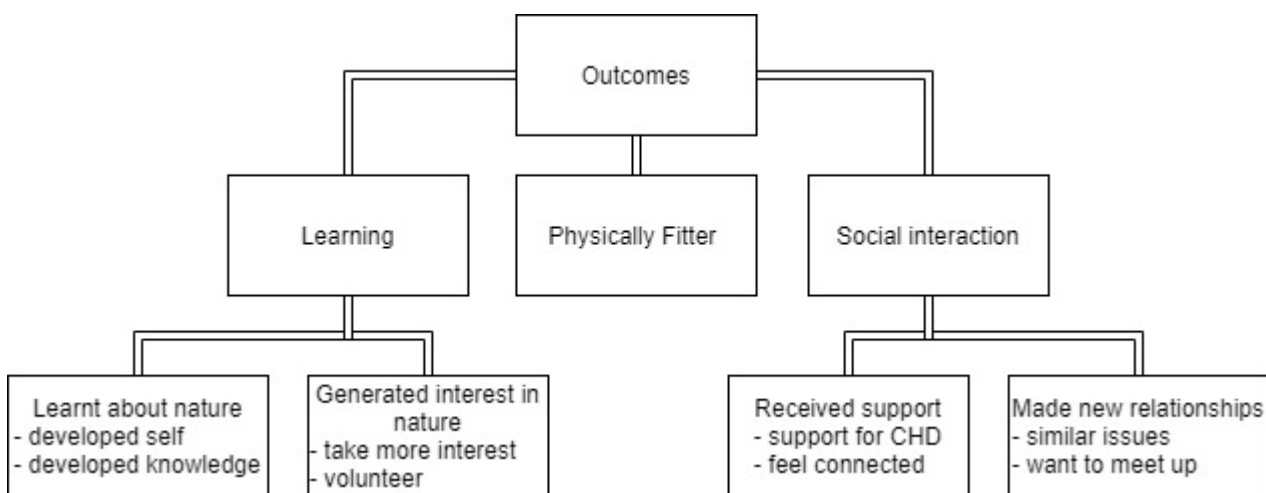 Outcomes
Learning
Physically Fitter
Social interaction
Learnt about nature
- developed self
- developed knowledge
Generated interest in
nature
- take more interest
- volunteer
Received support
- support for CHD
- feel connected
Made new relationships
- similar issues
- want to meet up